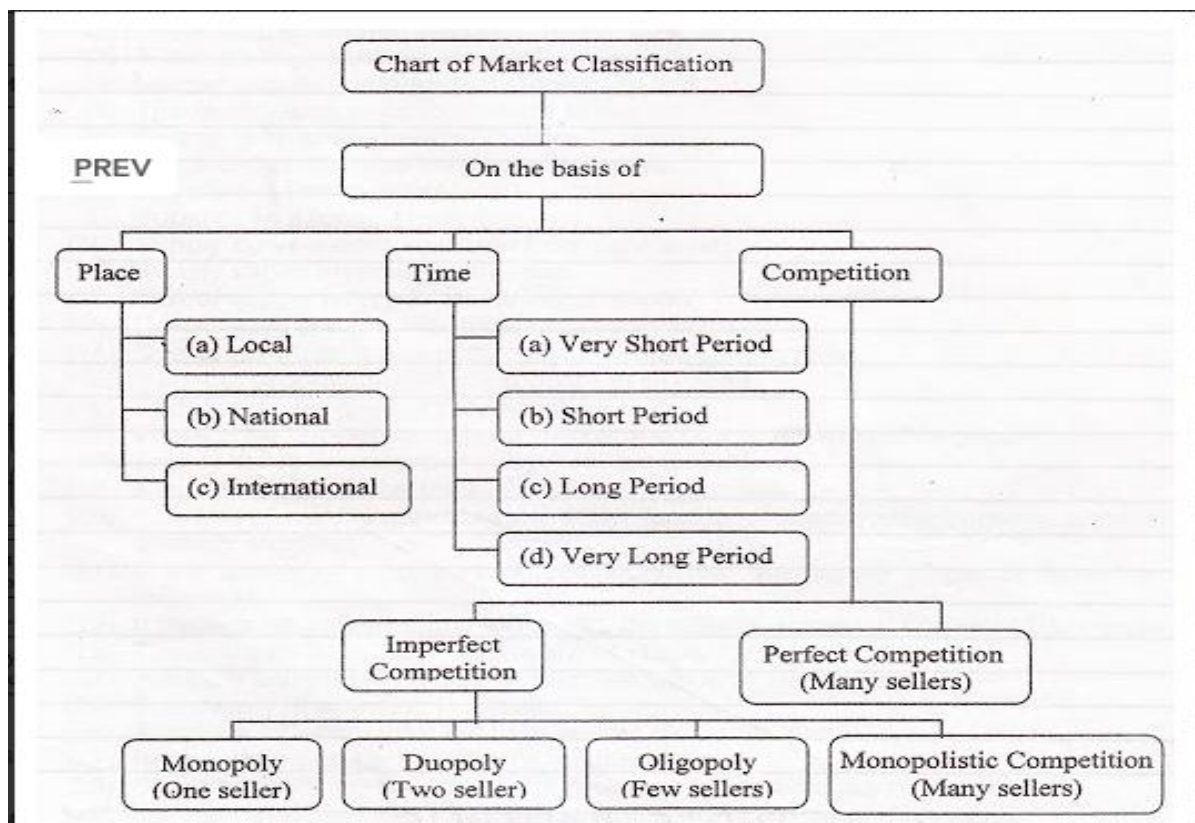 Chart of Market Classification
On the basis of
PREV
Place
Time
Competition
(a) Local
(b) National
(c) International
(a) Very Short Period
(b) Short Period
(c) Long Period
(d) Very Long Period
Imperfect
Competition
Perfect Competition
(Many sellers)
Monopoly
(One seller)
Duopoly
(Two seller)
Oligopoly
(Few sellers)
Monopolistic Competition
(Many sellers)